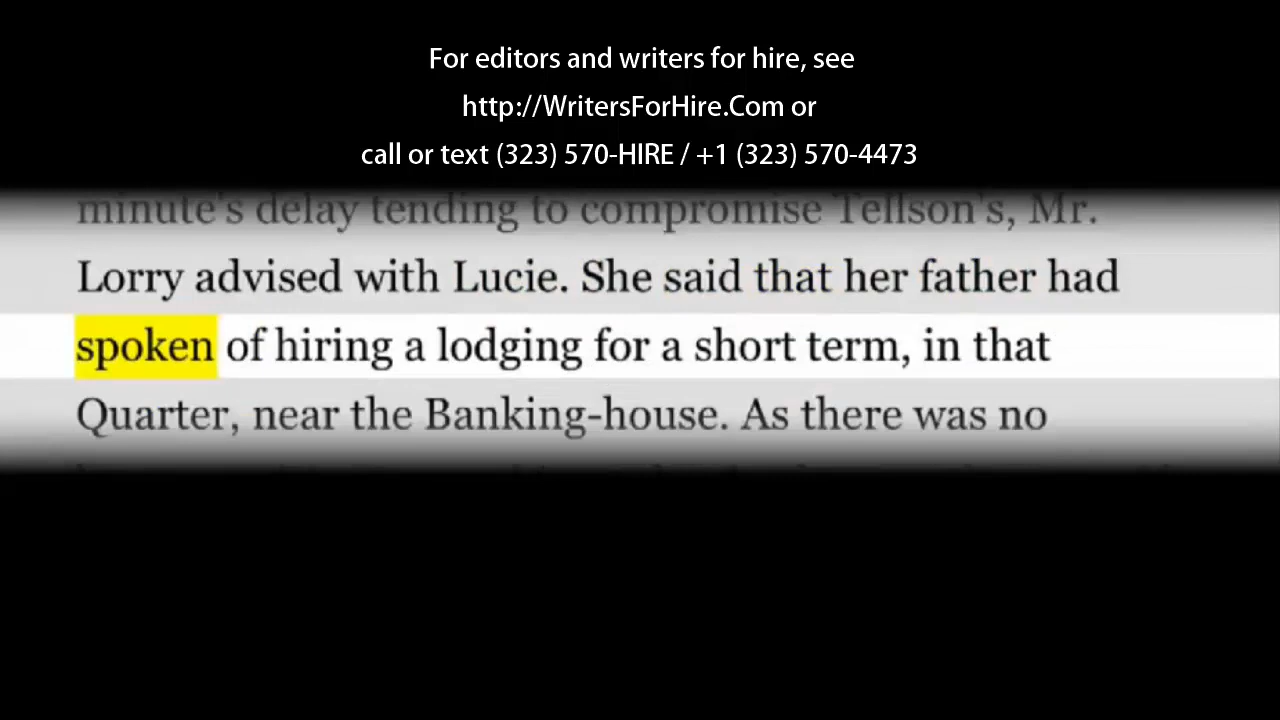 For editors and writers for hire, see
http://WritersForHire.Com or
call or text (323) 570-HIRE / +1 (323) 570-4473
minute's delay tending to compromise Tellson's, Mr.
Lorry advised with Lucie. She said that her father had
spoken of hiring a lodging for a short term, in that
Quarter, near the Banking-house. As there was no